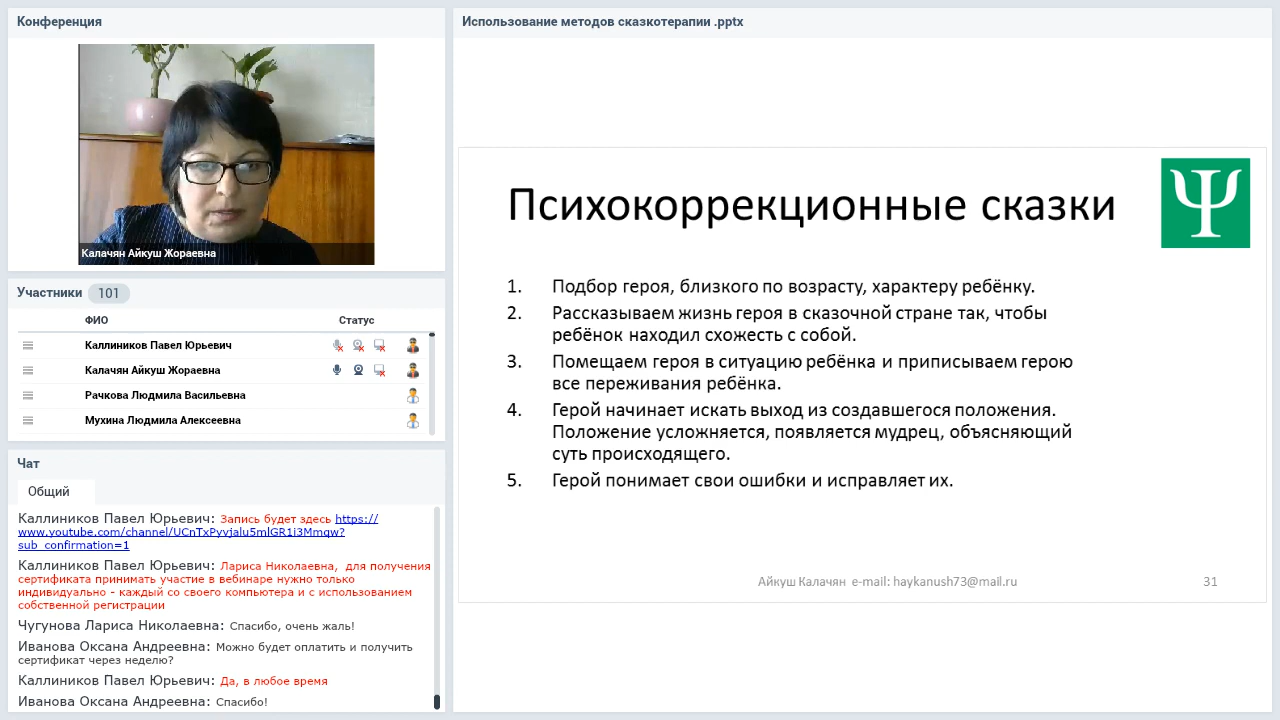 Конференция
Калачян Айкуш Жораевна
Участники 101
ФИО Статус
Каллиников Павел Юрьевич
Калачян Айкуш Жораевна
Рачкова Людмила Васильевна
Мухина Людмила Алексеевна
Чат
Общий
Каллиников Павел Юрьевич: Запись будет здесь https://
www.youtube.com/channel/UCnTxPyvjalu5mlGR1i3Mmqw?
sub_confirmation=1
Каллиников Павел Юрьевич: Лариса Николаевна, для получения
сертификата принимать участие в вебинаре нужно только
индивидуально - каждый со своего компьютера и с использованием
собственной регистрации
Чугунова Лариса Николаевна: Спасибо, очень жаль!
Иванова Оксана Андреевна: Можно будет оплатить и получить
сертификат через неделю?
Каллиников Павел Юрьевич: Да, в любое время
Иванова Оксана Андреевна: Спасибо!
Использование методов сказкотерапии .pptx
Психокоррекционные сказки
Ψ
1. Подбор героя, близкого по возрасту, характеру ребёнку.
2. Рассказываем жизнь героя в сказочной стране так, чтобы
ребёнок находил схожесть с собой.
3. Помещаем героя в ситуацию ребёнка и приписываем герою
все переживания ребёнка.
4. Герой начинает искать выход из создавшегося положения.
Положение усложняется, появляется мудрец, объясняющий
суть происходящего.
5. Герой понимает свои ошибки и исправляет их.
Айкуш Калачян e-mail: haykanush73@mail.ru 31